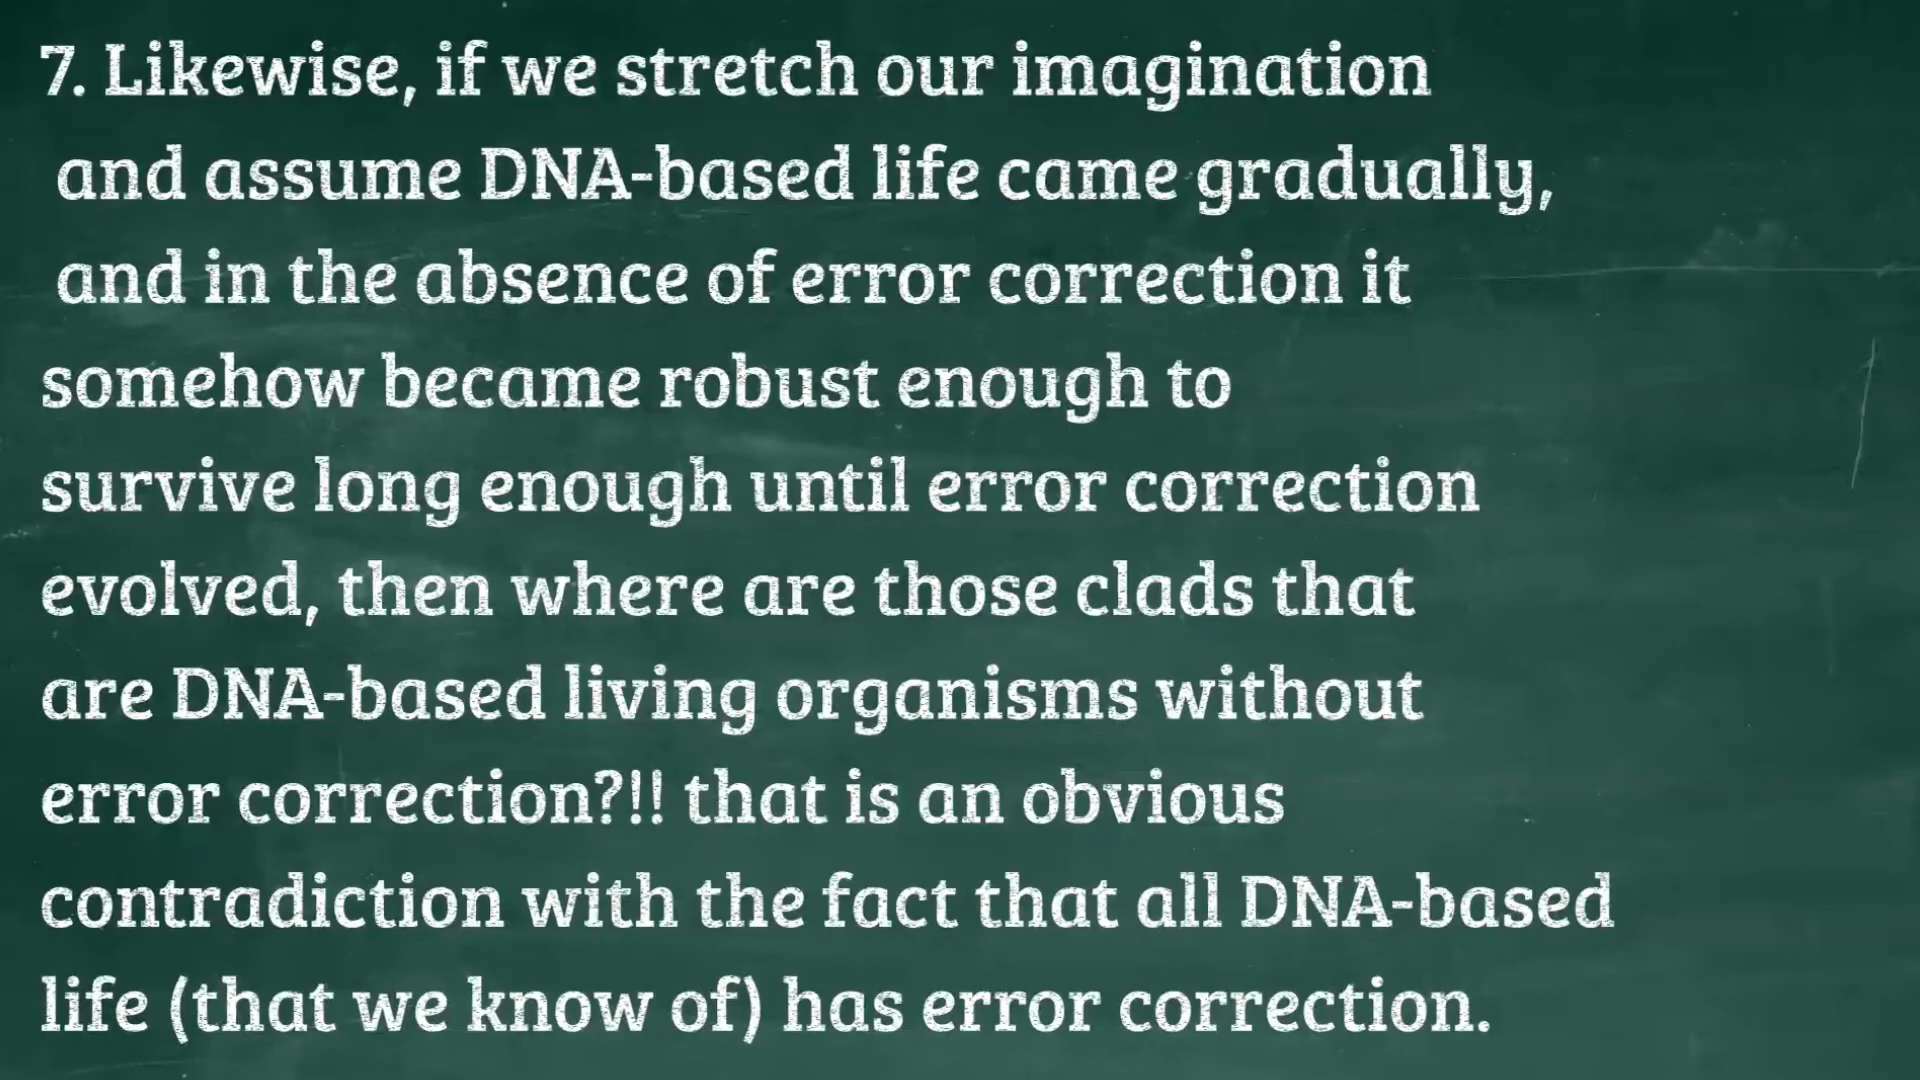 7. Likewise, if we stretch our imagination
and assume DNA-based life came gradually,
and in the absence of error correction it
somehow became robust enough to
survive long enough until error correction
evolved, then where are those clads that
are DNA-based living organisms without
error correction?!! that is an obvious
contradiction with the fact that all DNA-based
life (that we know of) has error correction.